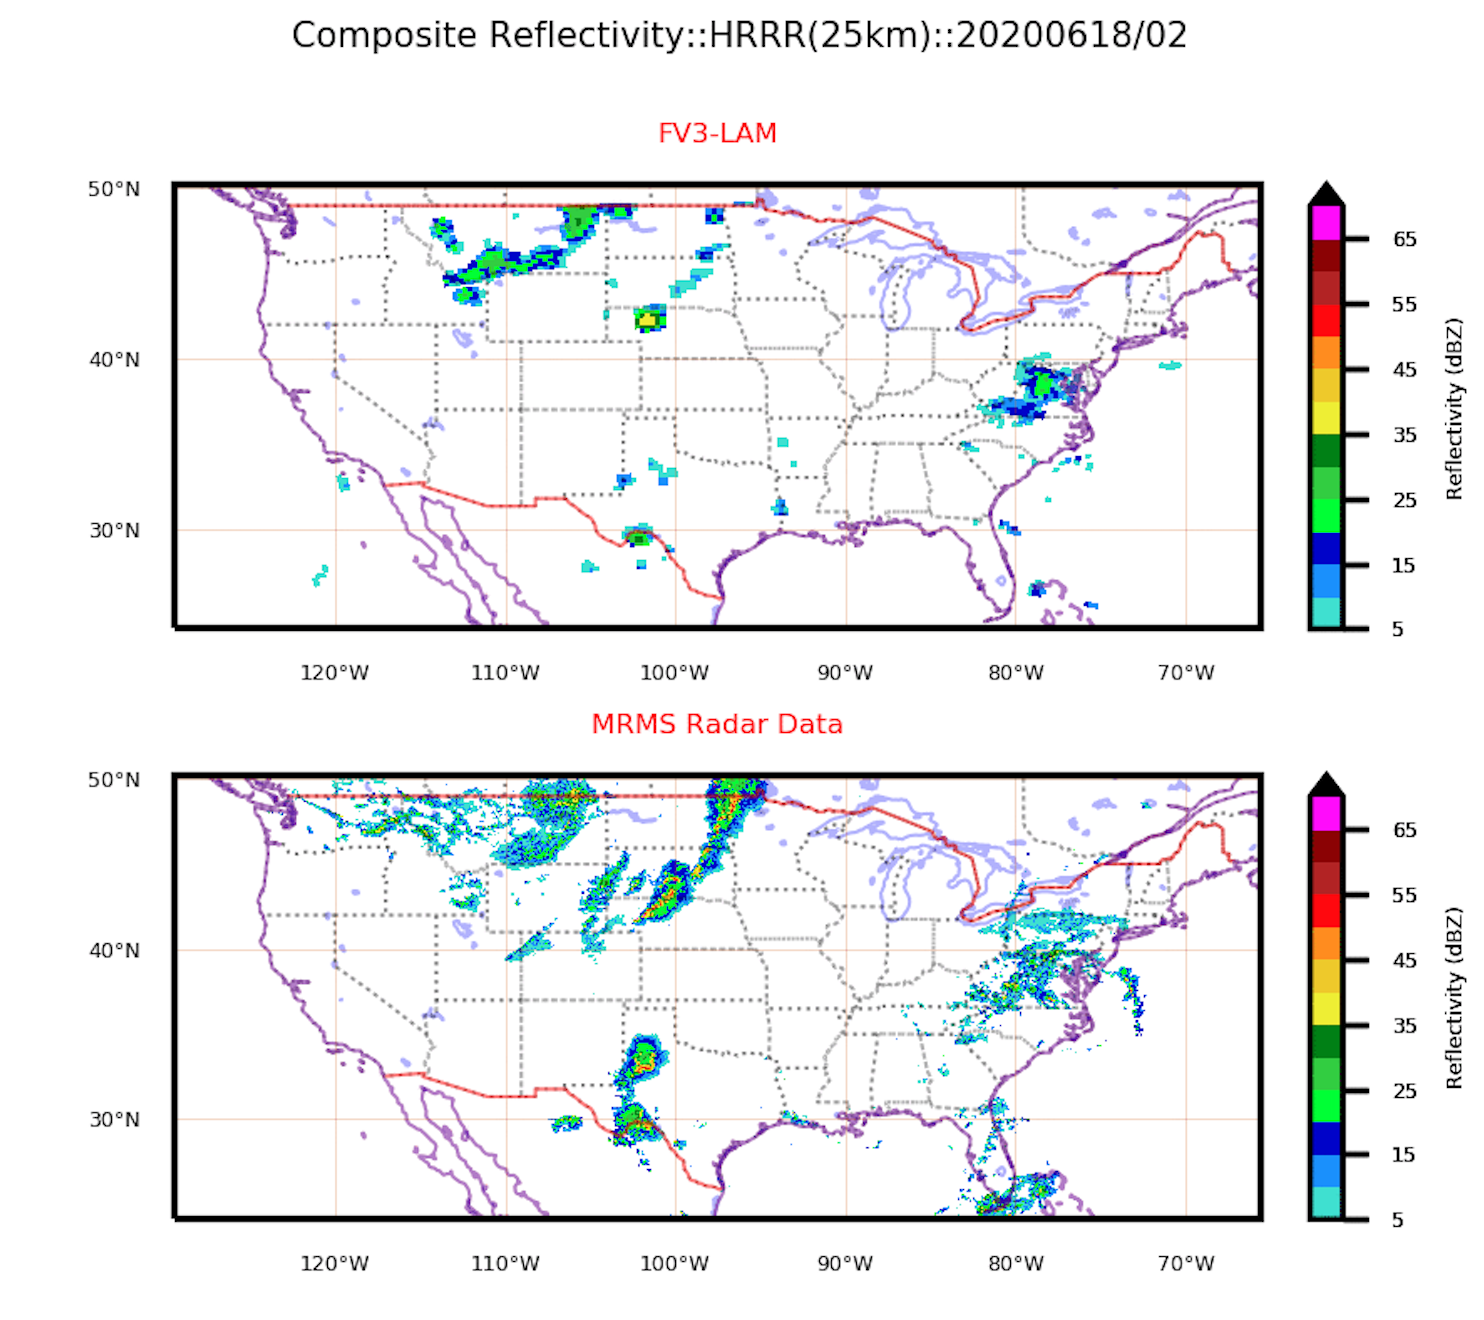 Composite Reflectivity::HRRR(25km)::20200618/02
FV3-LAM
50°N
40°N
30°N
120°W 110°W 100°W 90°W 80°W 70°W
65
55
45
35
25
15
5
Reflectivity (dBZ)
MRMS Radar Data
50°N
40°N
30°N
120°W 110°W 100°W 90°W 80°W 70°W
65
55
45
35
25
15
5
Reflectivity (dBZ)